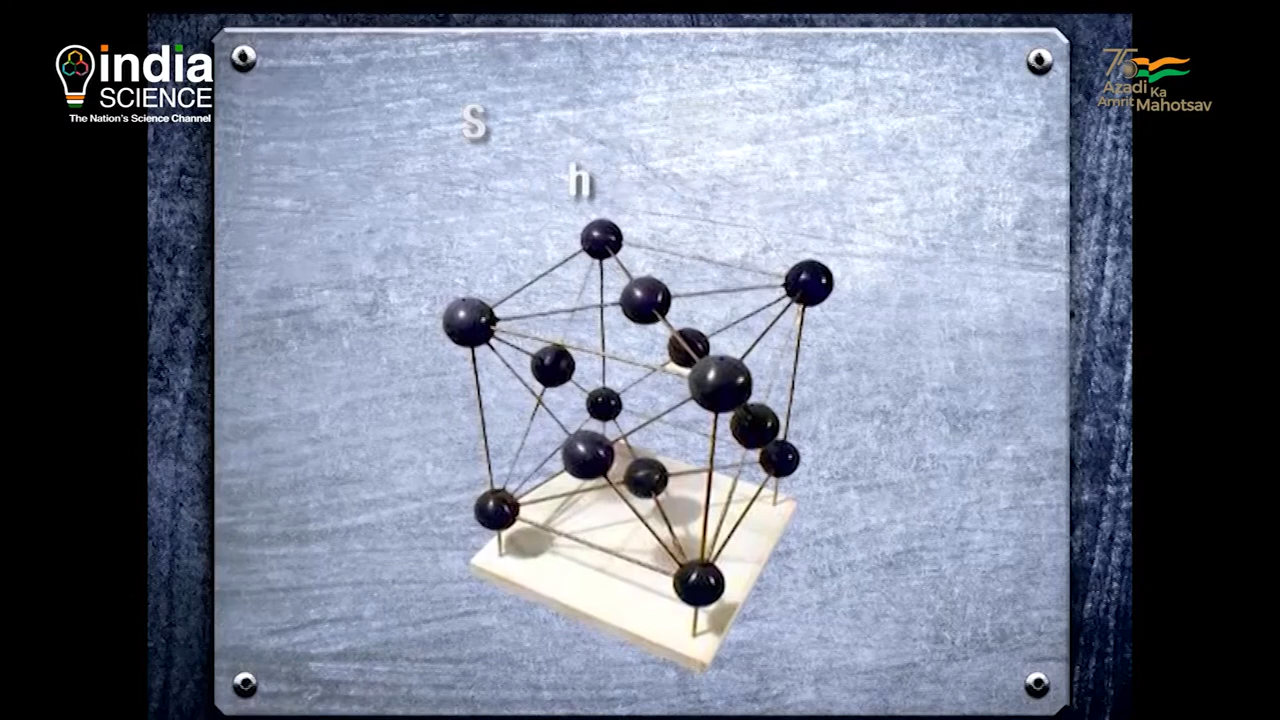 india
SCIENCE
The Nation's Science Channel
75
Azadi Ka
Amrit Mahotsav
S
h